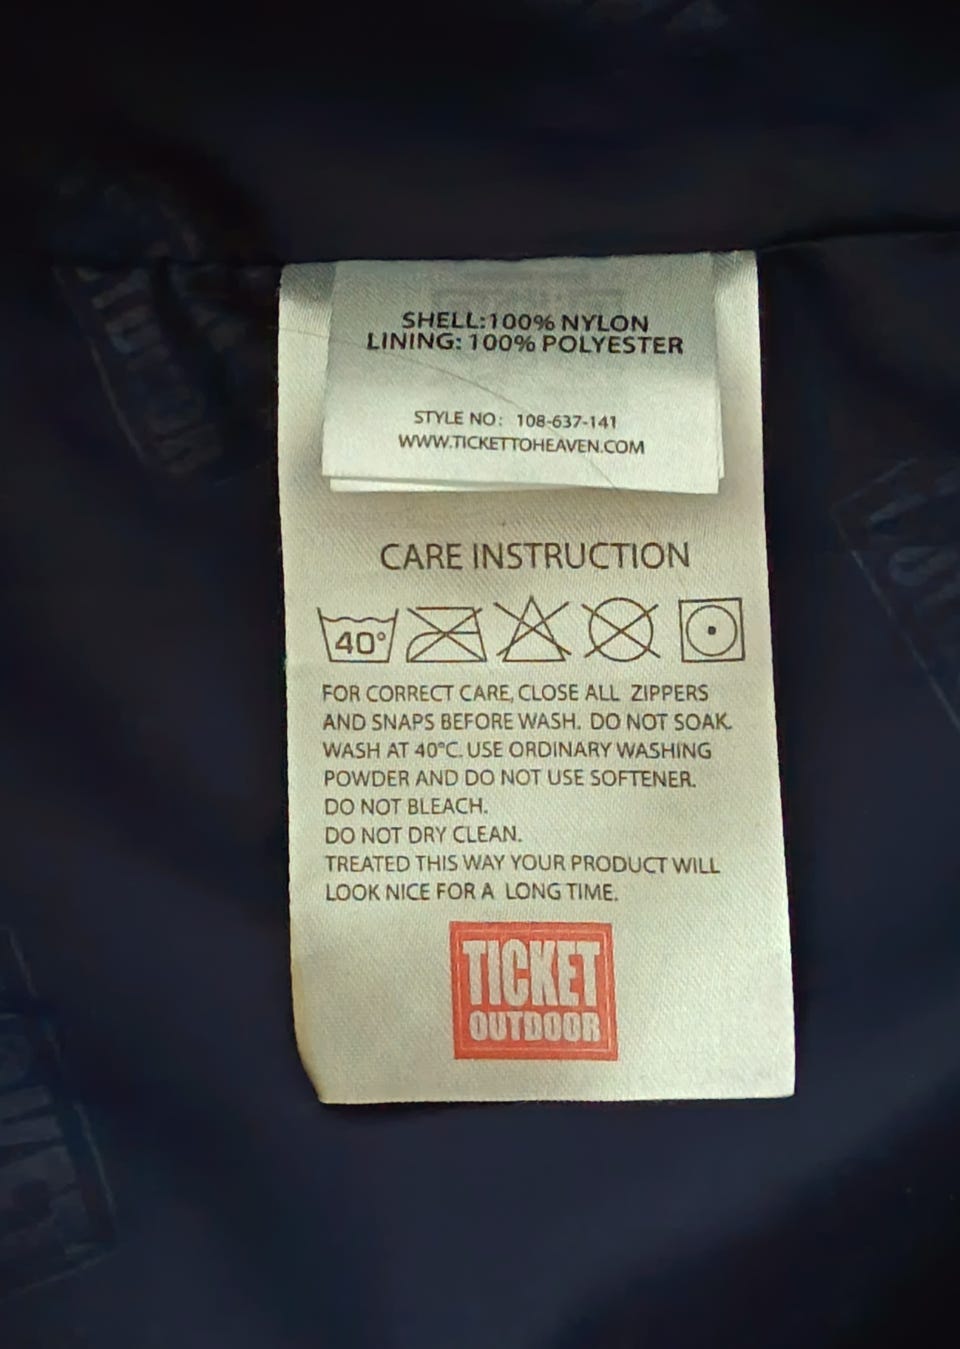 SHELL:100% NYLON
LINING: 100% POLYESTER
STYLE NO: 108-637-141
WWW.TICKETTOHEAVEN.COM
CARE INSTRUCTION
40°
FOR CORRECT CARE, CLOSE ALL ZIPPERS
AND SNAPS BEFORE WASH. DO NOT SOAK.
WASH AT 40°C. USE ORDINARY WASHING
POWDER AND DO NOT USE SOFTENER.
DO NOT BLEACH.
DO NOT DRY CLEAN.
TREATED THIS WAY YOUR PRODUCT WILL
LOOK NICE FOR A LONG TIME.
TICKET
OUTDOOR